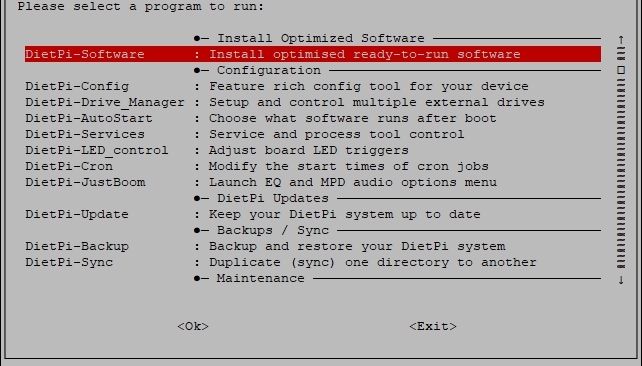 Please select a program to run:
●─ Install Optimized Software
DietPi-Software : Install optimised ready-to-run software
●─ Configuration
DietPi-Config : Feature rich config tool for your device
DietPi-Drive_Manager : Setup and control multiple external drives
DietPi-AutoStart : Choose what software runs after boot
DietPi-Services : Service and process tool control
DietPi-LED_control : Adjust board LED triggers
DietPi-Cron : Modify the start times of cron jobs
DietPi-JustBoom : Launch EQ and MPD audio options menu
●─ DietPi Updates
DietPi-Update : Keep your DietPi system up to date
●─ Backups / Sync
DietPi-Backup : Backup and restore your DietPi system
DietPi-Sync : Duplicate (sync) one directory to another
●─ Maintenance
<Ok> <Exit>